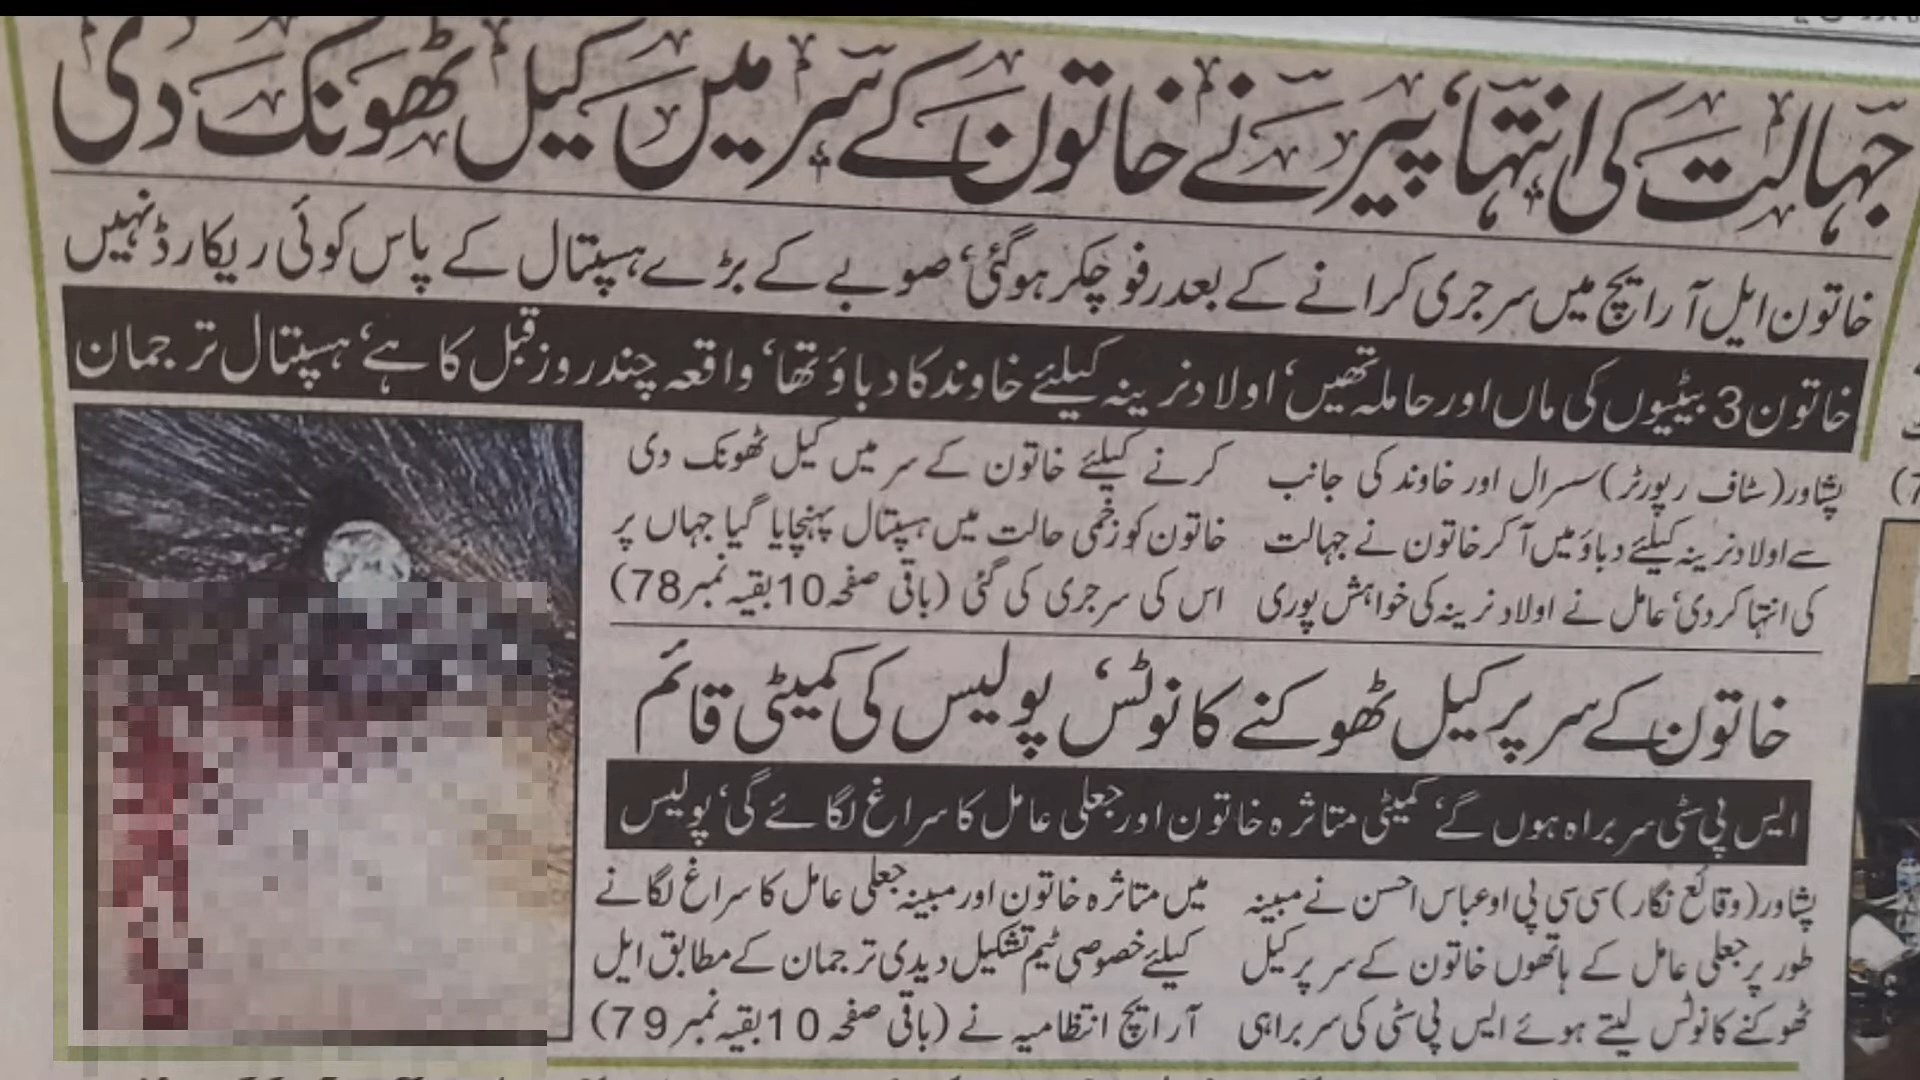 جہالت کی انتہا، پیر نے خاتون کے سر میں کیل ٹھونک دی
خاتون ایل آر ایچ میں سرجری کرانے کے بعد رفو چکر ہوگئی، صوبے کے بڑے ہسپتال کے پاس کوئی ریکارڈ نہیں
خاتون 3 بیٹیوں کی ماں اور حاملہ تھیں، اولاد نرینہ کیلئے خاوند کا دباؤ تھا، واقعہ چند روز قبل کا ہے، ہسپتال ترجمان
پشاور (سٹاف رپورٹر) سسرال اور خاوند کی جانب
سے اولاد نرینہ کیلئے دباؤ میں آکر خاتون نے جہالت
کی انتہا کر دی، عامل نے اولاد نرینہ کی خواہش پوری
کرنے کیلئے خاتون کے سر میں کیل ٹھونک دی
خاتون کو زخمی حالت میں ہسپتال پہنچایا گیا جہاں پر
اس کی سرجری کی گئی (باقی صفحہ 10 بقیہ نمبر 78)
خاتون کے سر پر کیل ٹھوکنے کا نوٹس، پولیس کی کمیٹی قائم
ایس پی سٹی سربراہ ہوں گے، کمیٹی متاثرہ خاتون اور جعلی عامل کا سراغ لگائے گی، پولیس
پشاور (وقائع نگار) سی سی پی او عباس احسن نے مبینہ
طور پر جعلی عامل کے ہاتھوں خاتون کے سر پر کیل
ٹھوکنے کا نوٹس لیتے ہوئے ایس پی سٹی کی سربراہی
میں متاثرہ خاتون اور مبینہ جعلی عامل کا سراغ لگانے
کیلئے خصوصی ٹیم تشکیل دیدی ترجمان کے مطابق ایل
آر ایچ انتظامیہ نے (باقی صفحہ 10 بقیہ نمبر 79)